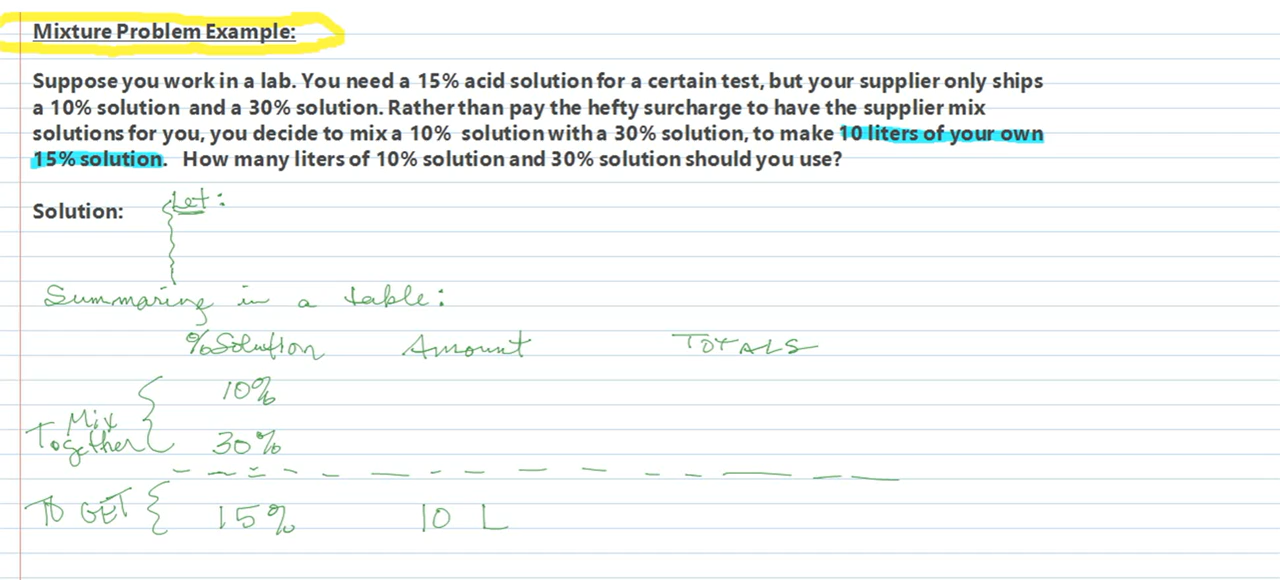 Mixture Problem Example:
Suppose you work in a lab. You need a 15% acid solution for a certain test, but your supplier only ships
a 10% solution and a 30% solution. Rather than pay the hefty surcharge to have the supplier mix
solutions for you, you decide to mix a 10% solution with a 30% solution, to make 10 liters of your own
15% solution. How many liters of 10% solution and 30% solution should you use?
Solution: Let:
Summaring in a table:
%Solution Amount TOTALS
10%
Mix
Together 30%
TO GET 15% 10 L